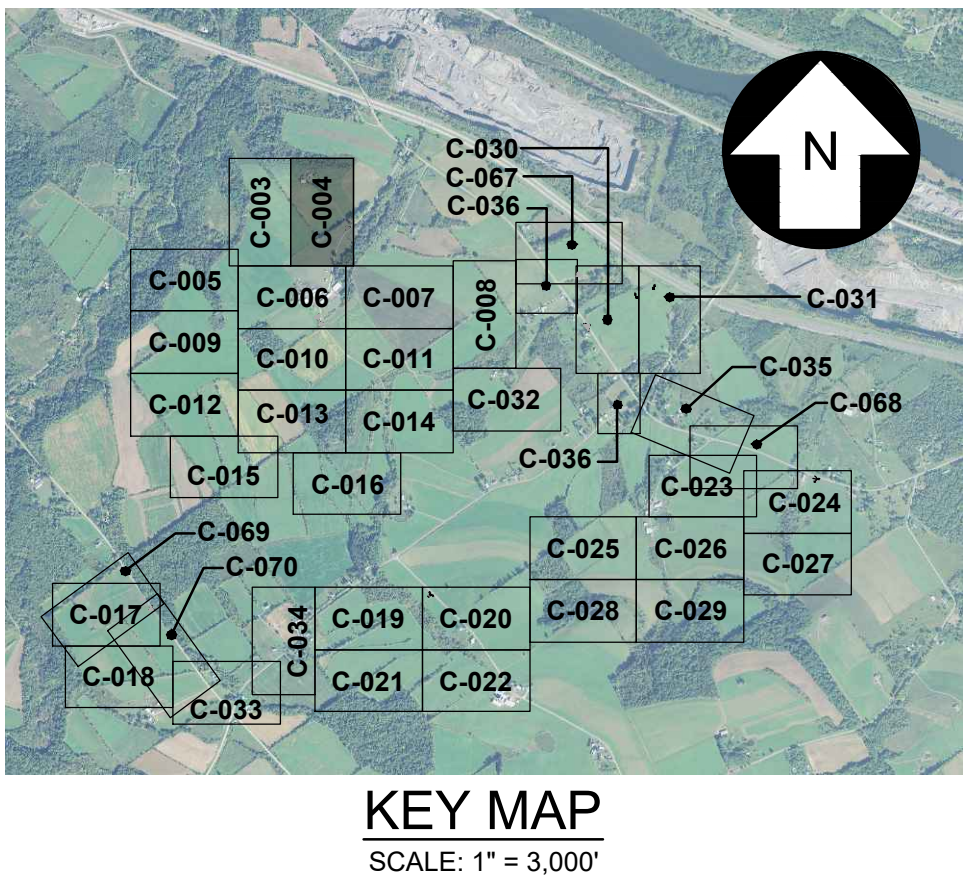 C-030
C-067
C-036
N
C-003
C-004
C-005
C-006
C-007
C-008
C-031
C-009
C-010
C-011
C-035
C-012
C-013
C-014
C-032
C-068
C-036
C-015
C-016
C-023
C-024
C-069
C-025
C-026
C-027
C-070
C-017
C-034
C-019
C-020
C-028
C-029
C-018
C-021
C-022
C-033
KEY MAP
SCALE: 1" = 3,000'